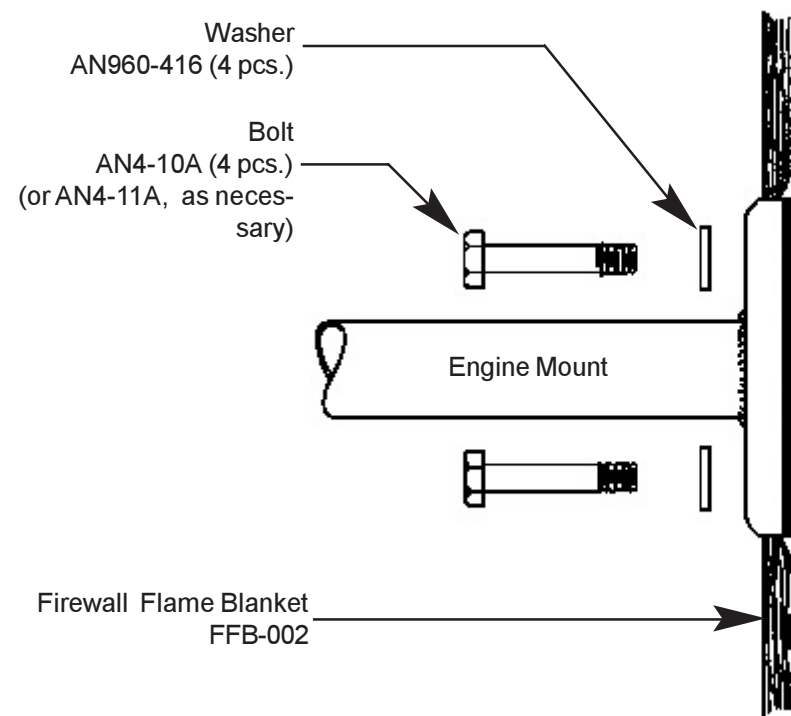 Washer
AN960-416 (4 pcs.)
Bolt
AN4-10A (4 pcs.)
(or AN4-11A, as neces-
sary)
Engine Mount
Firewall Flame Blanket
FFB-002